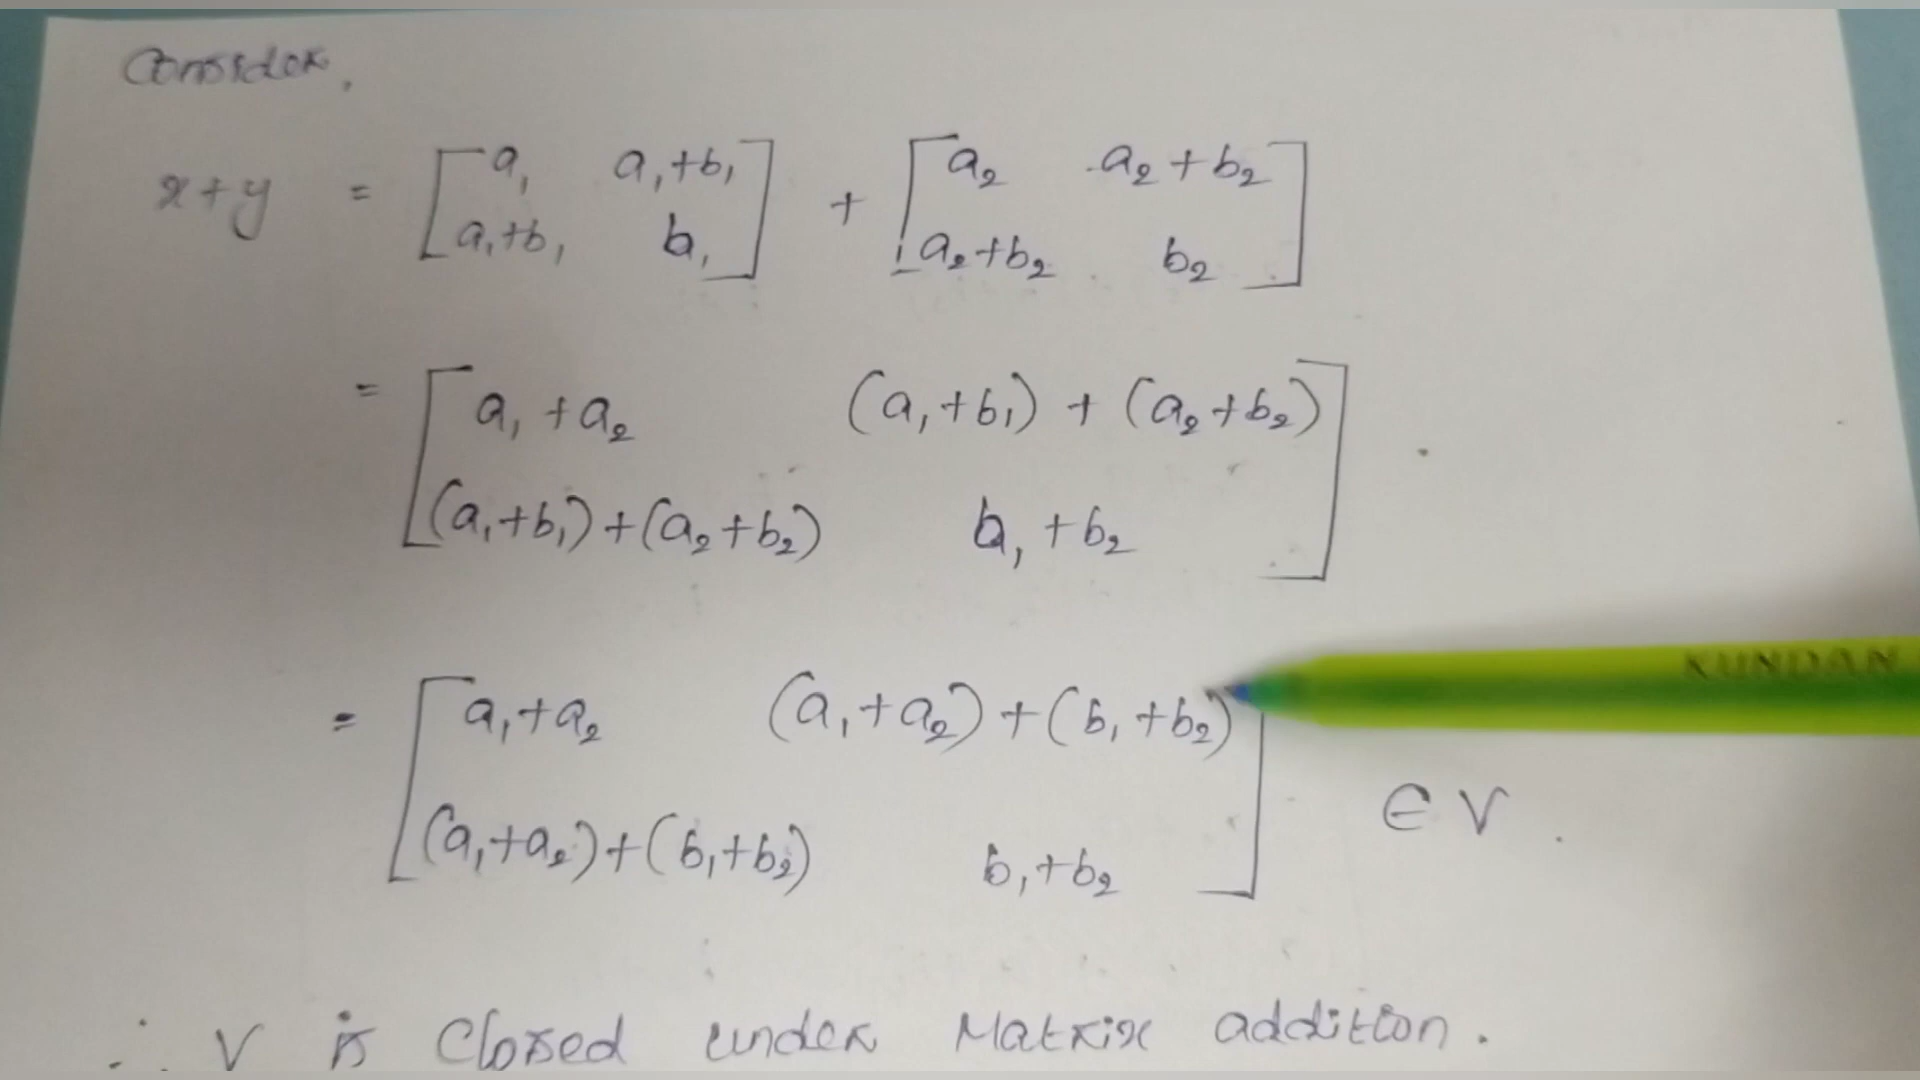 Consider,
x+y = [ a₁ a₁+b₁ ] + [ a₂ a₂+b₂ ]
[ a₁+b₁ b₁ ] [ a₂+b₂ b₂ ]
= [ a₁+a₂ (a₁+b₁)+(a₂+b₂) ]
[ (a₁+b₁)+(a₂+b₂) b₁+b₂ ]
= [ a₁+a₂ (a₁+a₂)+(b₁+b₂) ]
[ (a₁+a₂)+(b₁+b₂) b₁+b₂ ] ∈ V.
∴ V is Closed under Matrix addition.
KUNDAN